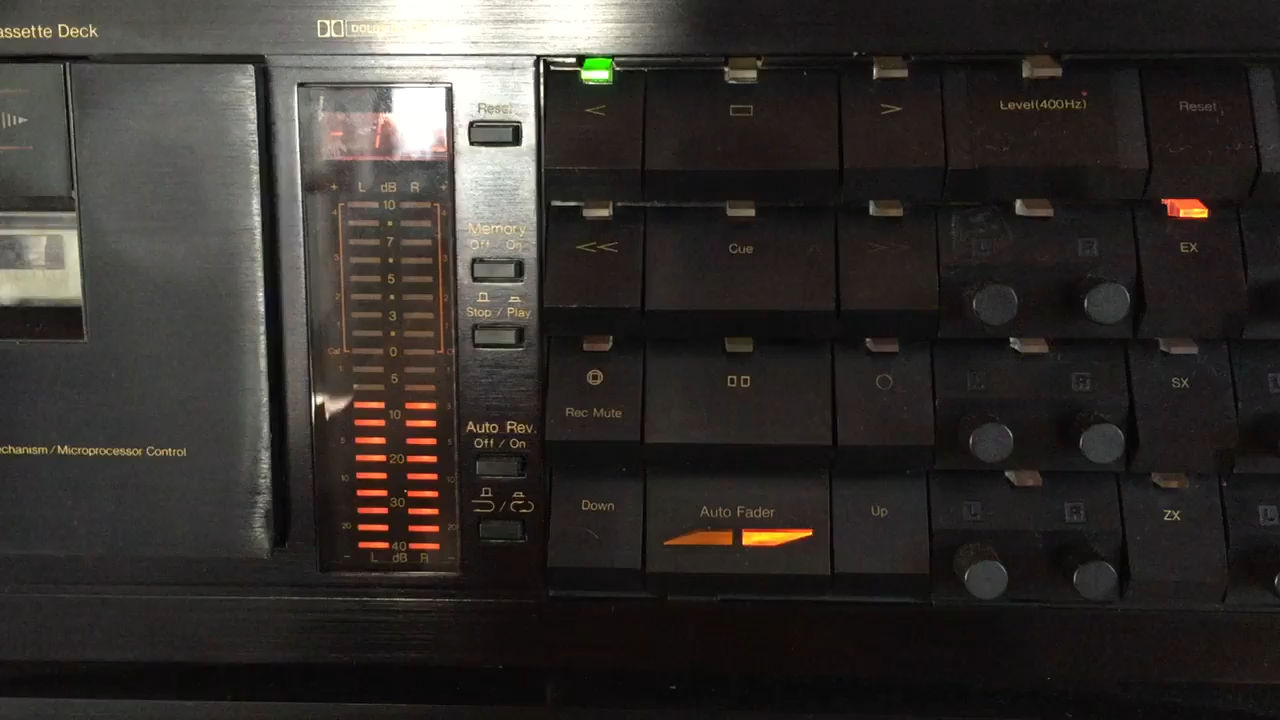 assette Deck
Reset
Level(400Hz)
Reset
+ L dB R +
10
7
5
3
Cal 0
5
10
20
30
40
- L dB R -
Memory
Off / On
Stop / Play
Auto Rev.
Off / On
<
>
<<
Cue
>>
L R
EX
Rec Mute
SX
echanism/Microprocessor Control
Down
Auto Fader
Up
L R
ZX
L